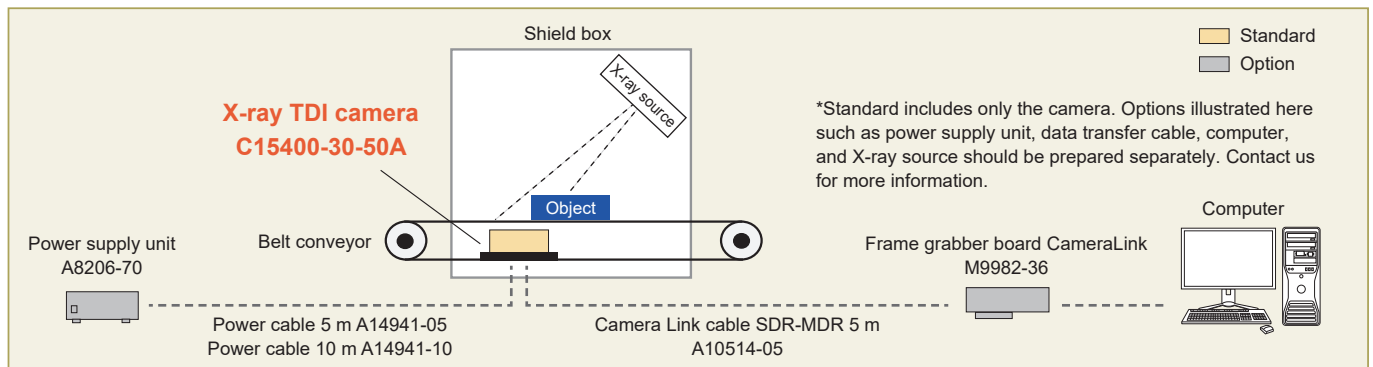 Shield box
Standard
Option
X-ray source
X-ray TDI camera
C15400-30-50A
*Standard includes only the camera. Options illustrated here
such as power supply unit, data transfer cable, computer,
and X-ray source should be prepared separately. Contact us
for more information.
Object
Computer
Power supply unit
A8206-70
Belt conveyor
Frame grabber board CameraLink
M9982-36
Power cable 5 m A14941-05
Power cable 10 m A14941-10
Camera Link cable SDR-MDR 5 m
A10514-05